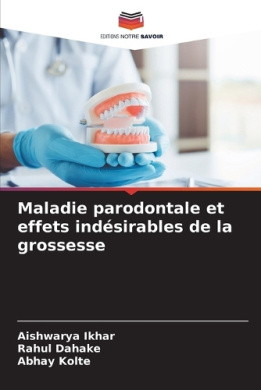 EDITIONS NOTRE SAVOIR
Maladie parodontale et
effets indésirables de la
grossesse
Aishwarya Ikhar
Rahul Dahake
Abhay Kolte